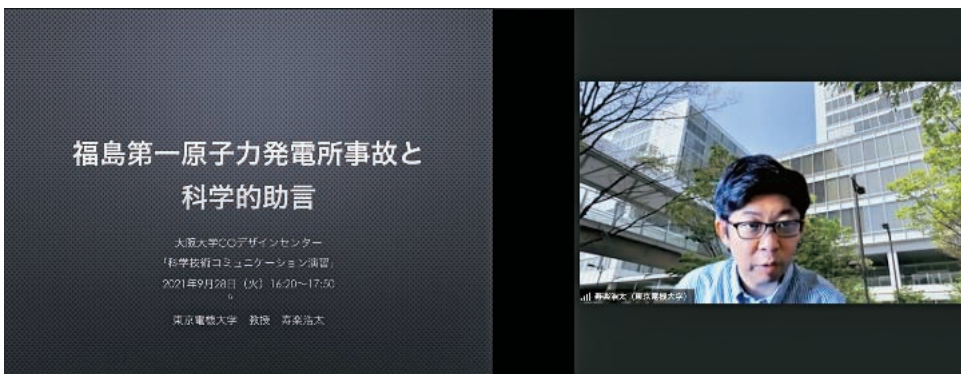 福島第一原子力発電所事故と
科学的助言
大阪大学COデザインセンター
「科学技術コミュニケーション演習」
2021年9月28日（火）16:20～17:50
東京電機大学　教授　寿楽浩太
寿楽浩太（東京電機大学）